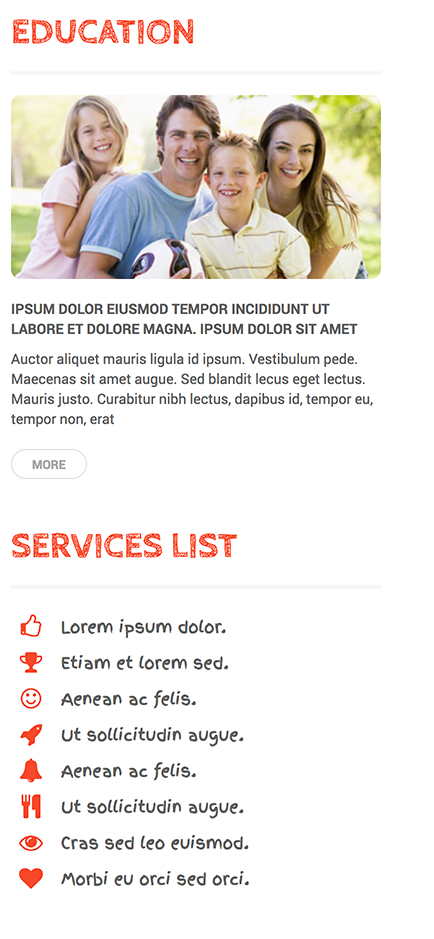 EDUCATION
IPSUM DOLOR EIUSMOD TEMPOR INCIDIDUNT UT
LABORE ET DOLORE MAGNA. IPSUM DOLOR SIT AMET
Auctor aliquet mauris ligula id ipsum. Vestibulum pede.
Maecenas sit amet augue. Sed blandit lecus eget lectus.
Mauris justo. Curabitur nibh lectus, dapibus id, tempor eu,
tempor non, erat
MORE
SERVICES LIST
Lorem ipsum dolor.
Etiam et lorem sed.
Aenean ac felis.
Ut sollicitudin augue.
Aenean ac felis.
Ut sollicitudin augue.
Cras sed leo euismod.
Morbi eu orci sed orci.